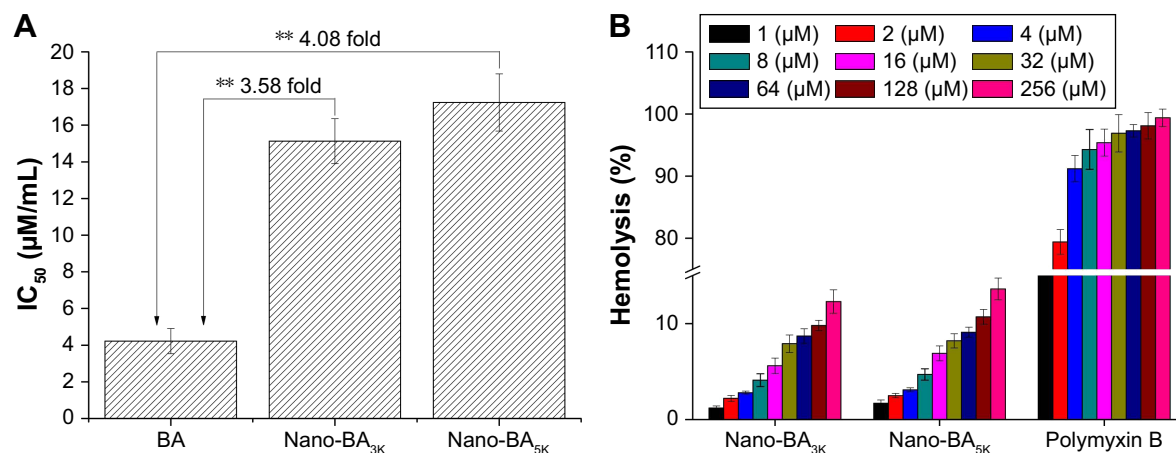 A
IC₅₀ (µM/mL)
20
18
16
14
12
10
8
6
4
2
0
** 4.08 fold
** 3.58 fold
BA
Nano-BA₃ₖ
Nano-BA₅ₖ
B
Hemolysis (%)
110
100
90
80
10
0
1 (µM) 2 (µM) 4 (µM)
8 (µM) 16 (µM) 32 (µM)
64 (µM) 128 (µM) 256 (µM)
Nano-BA₃ₖ
Nano-BA₅ₖ
Polymyxin B